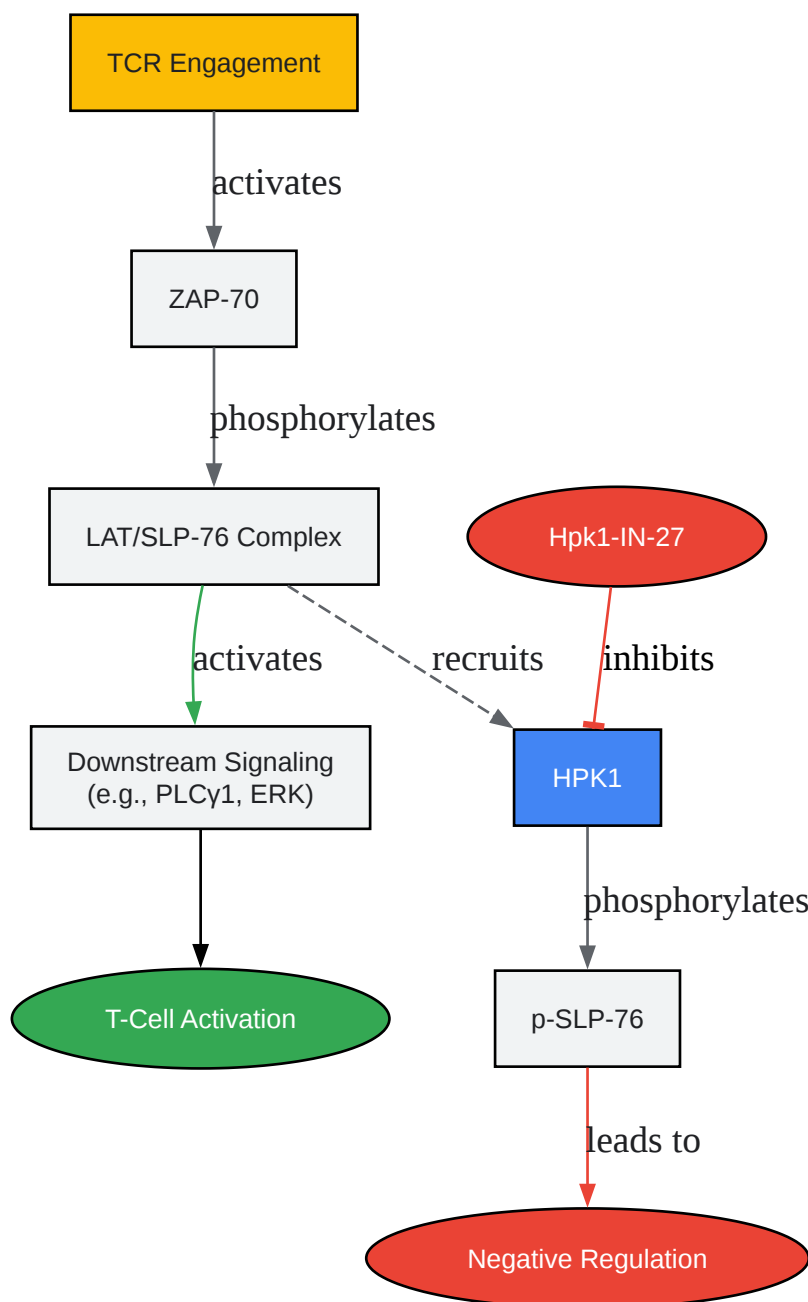 TCR Engagement
activates
ZAP-70
phosphorylates
LAT/SLP-76 Complex
Hpk1-IN-27
activates
recruits
inhibits
Downstream Signaling
(e.g., PLCγ1, ERK)
HPK1
phosphorylates
T-Cell Activation
p-SLP-76
leads to
Negative Regulation